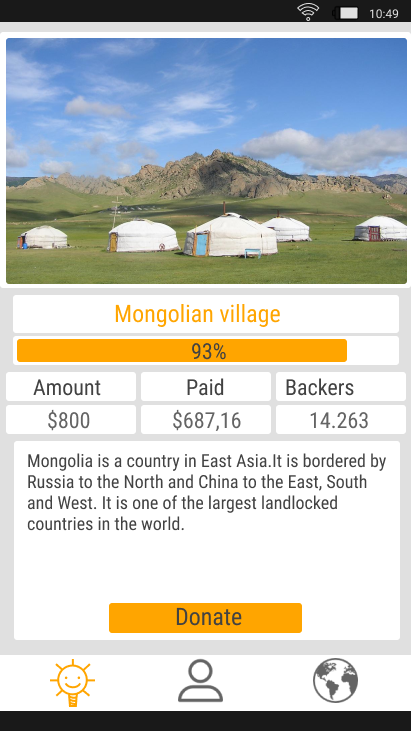 10:49
Mongolian village
93%
Amount Paid Backers
$800 $687,16 14.263
Mongolia is a country in East Asia.It is bordered by
Russia to the North and China to the East, South
and West. It is one of the largest landlocked
countries in the world.
Donate